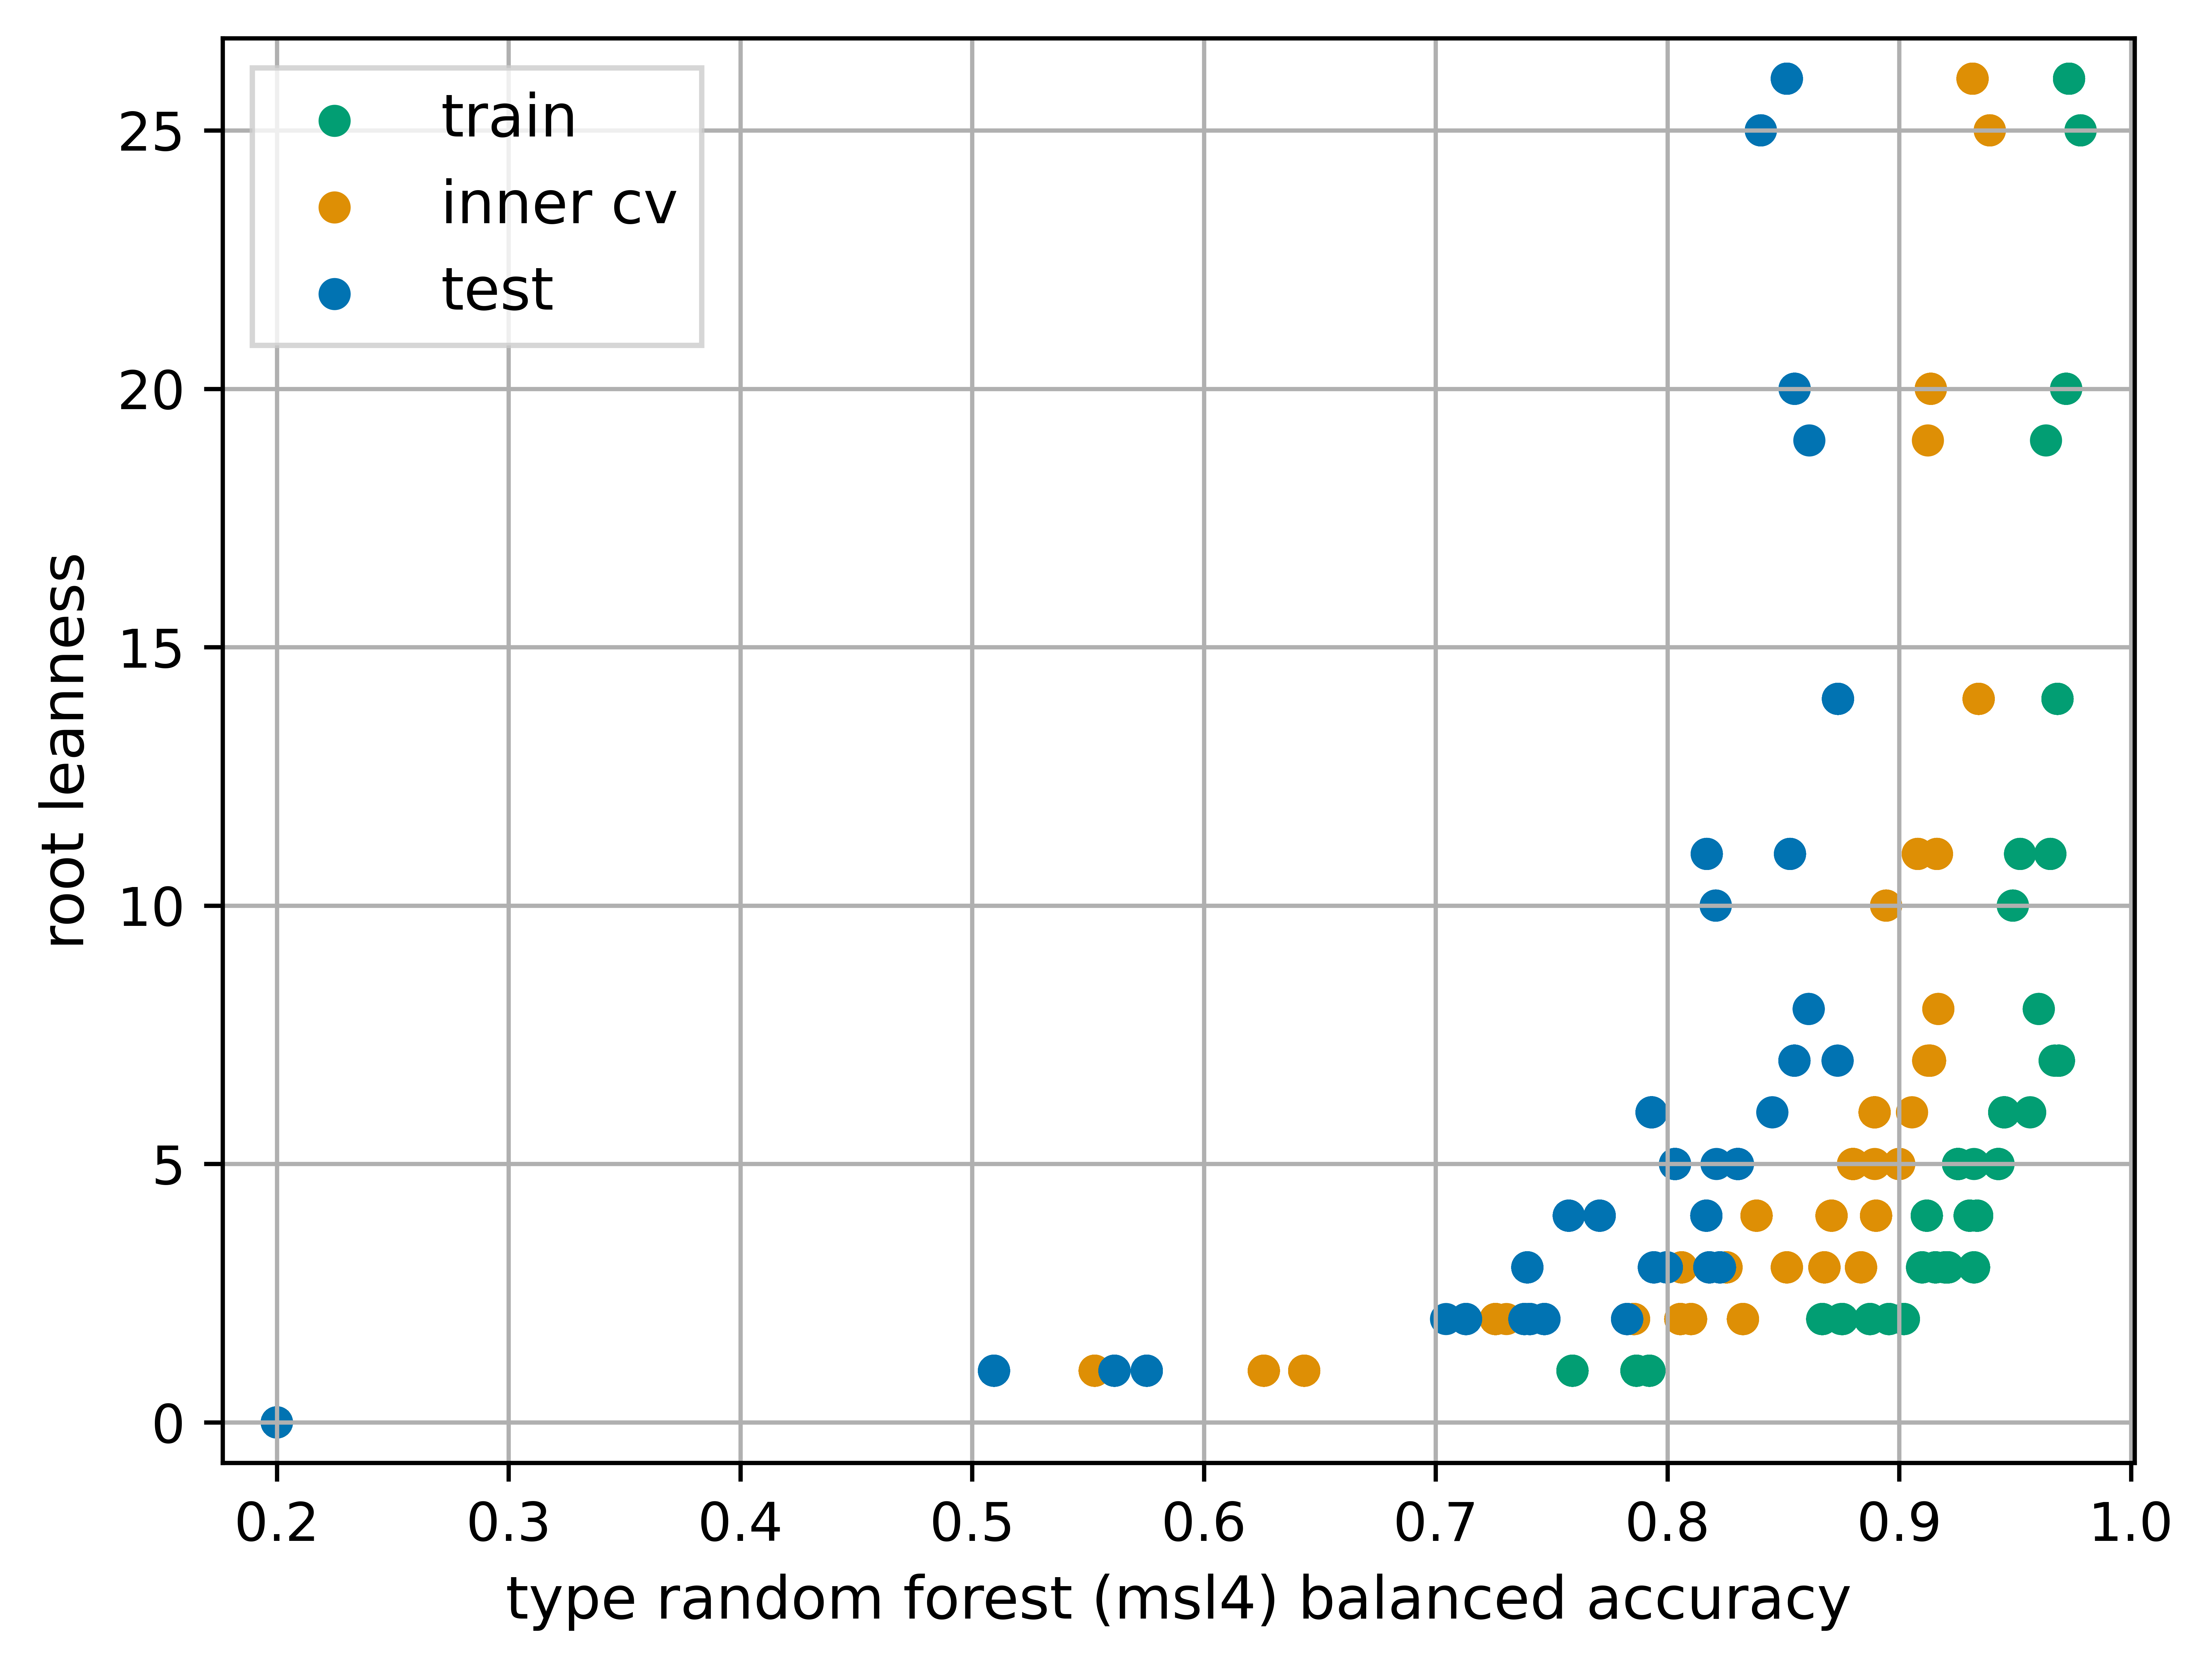 train
inner cv
test
25
20
15
10
5
0
root leanness
0.2 0.3 0.4 0.5 0.6 0.7 0.8 0.9 1.0
type random forest (msl4) balanced accuracy